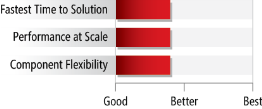 Fastest Time to Solution
Performance at Scale
Component Flexibility
Good Better Best